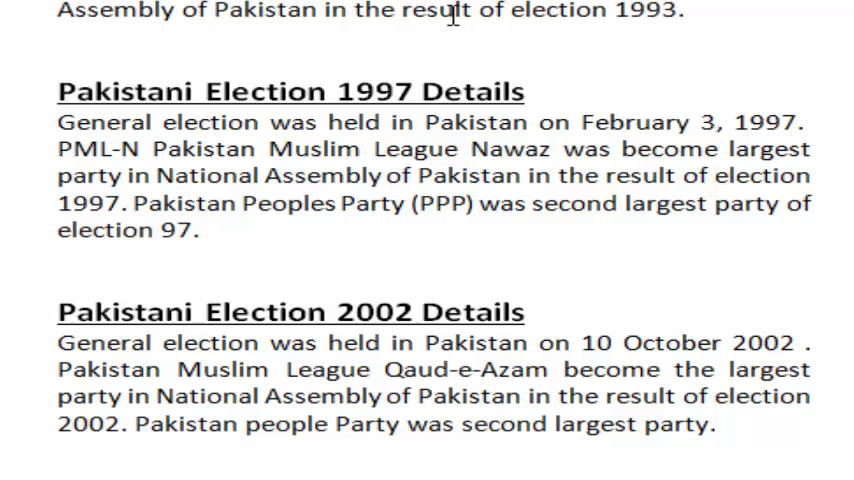 Assembly of Pakistan in the result of election 1993.
Pakistani Election 1997 Details
General election was held in Pakistan on February 3, 1997.
PML-N Pakistan Muslim League Nawaz was become largest
party in National Assembly of Pakistan in the result of election
1997. Pakistan Peoples Party (PPP) was second largest party of
election 97.
Pakistani Election 2002 Details
General election was held in Pakistan on 10 October 2002 .
Pakistan Muslim League Qaud-e-Azam become the largest
party in National Assembly of Pakistan in the result of election
2002. Pakistan people Party was second largest party.